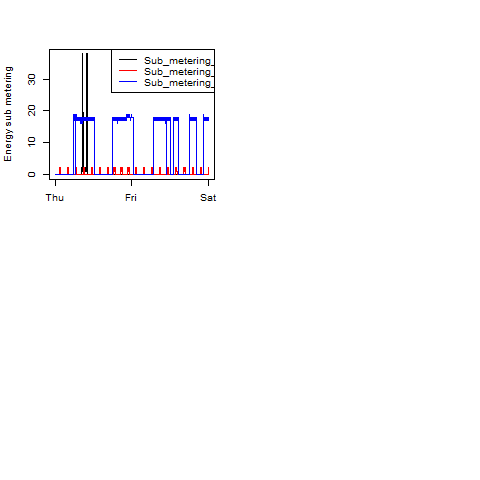 Sub_metering_
Sub_metering_
Sub_metering_
Energy sub metering
30
20
10
0
Thu Fri Sat